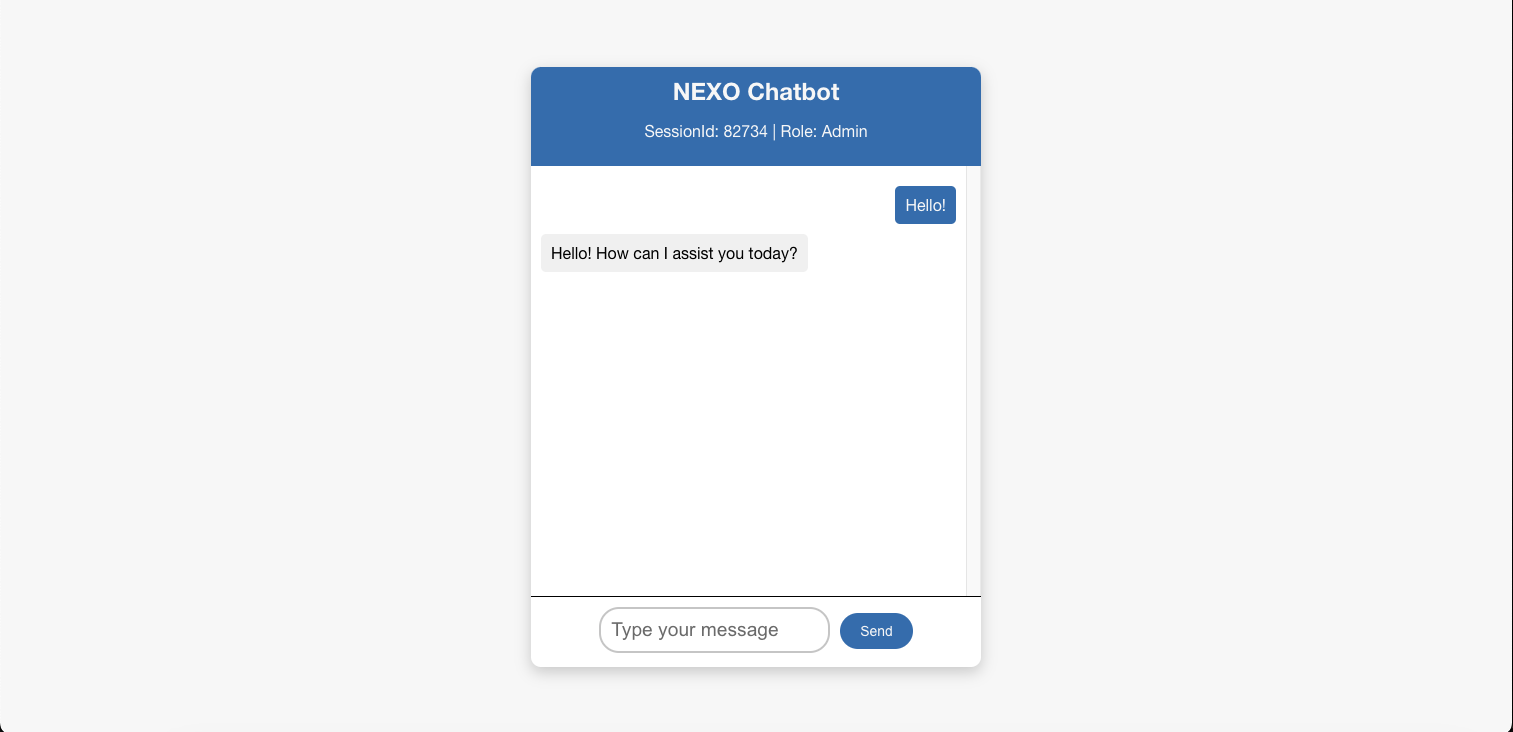 NEXO Chatbot
SessionId: 82734 | Role: Admin
Hello!
Hello! How can I assist you today?
Type your message
Send